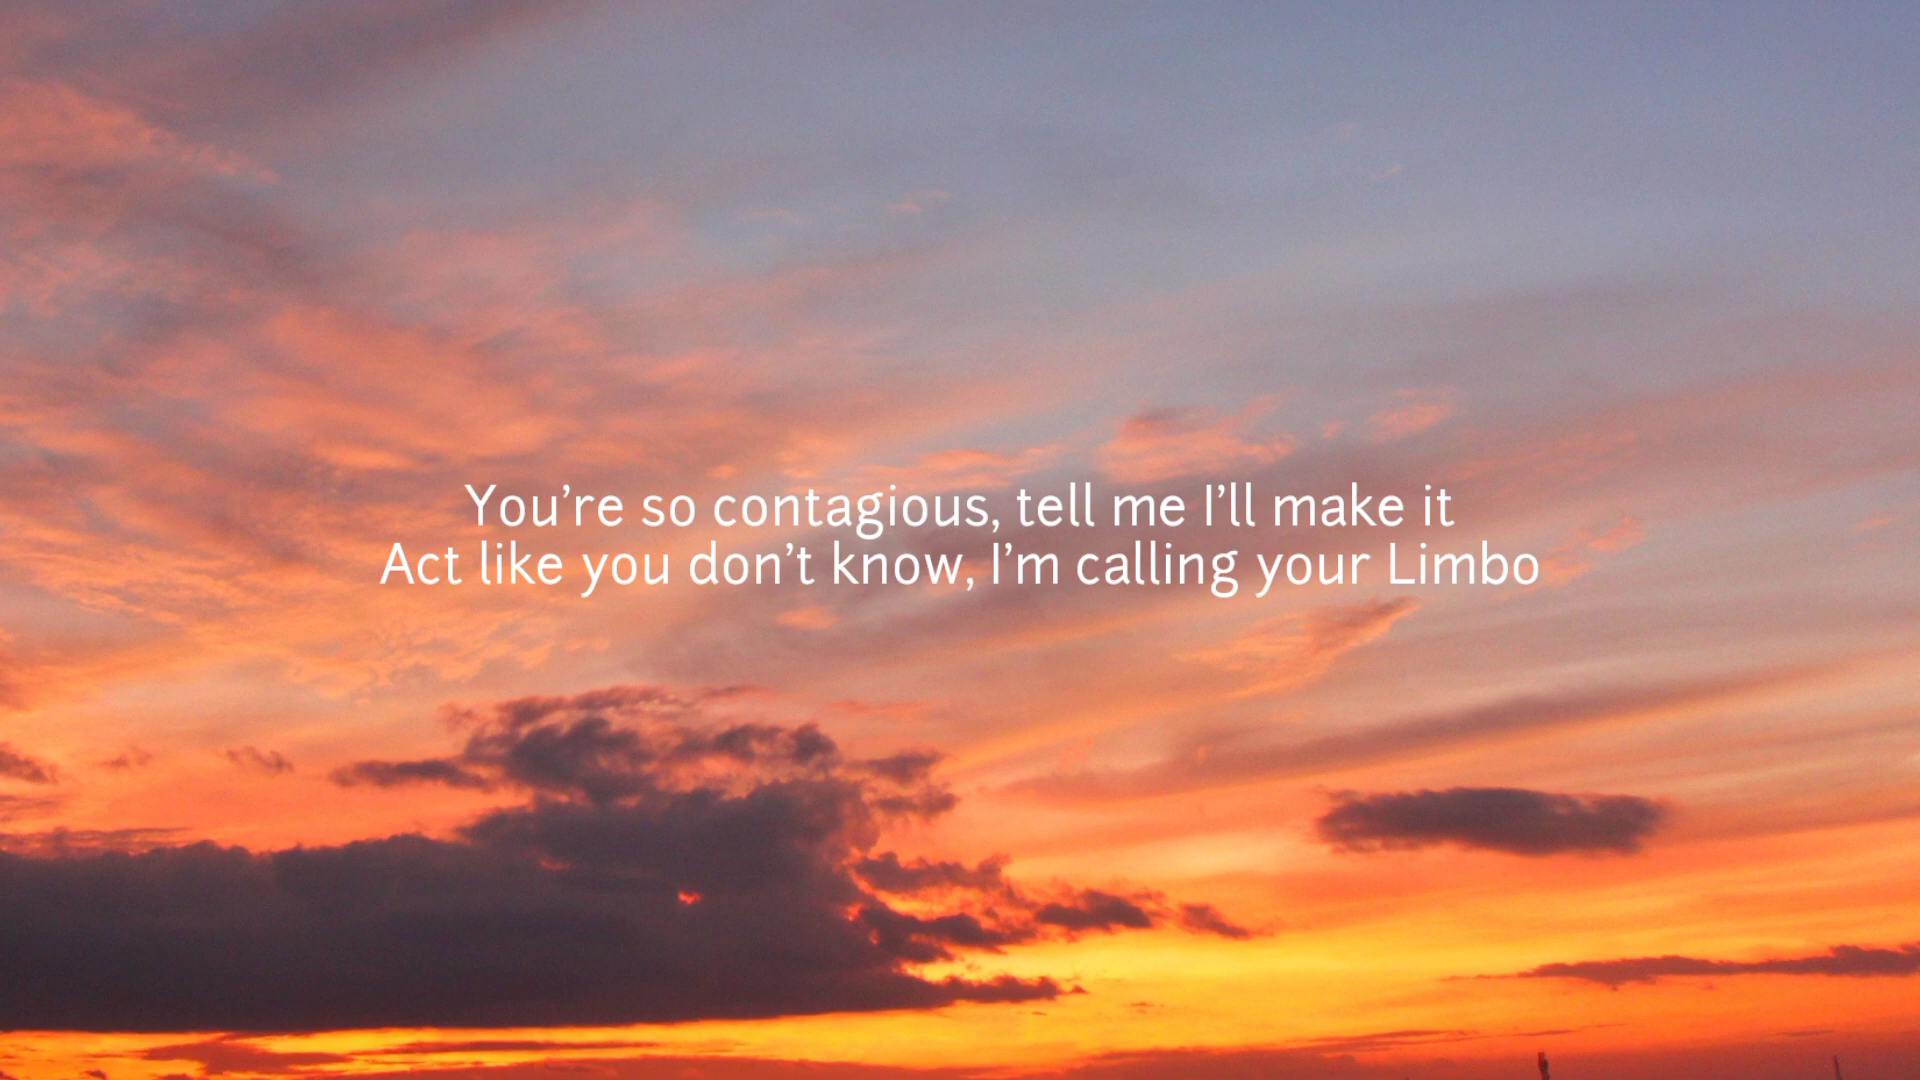 You’re so contagious, tell me I’ll make it
Act like you don’t know, I’m calling your Limbo